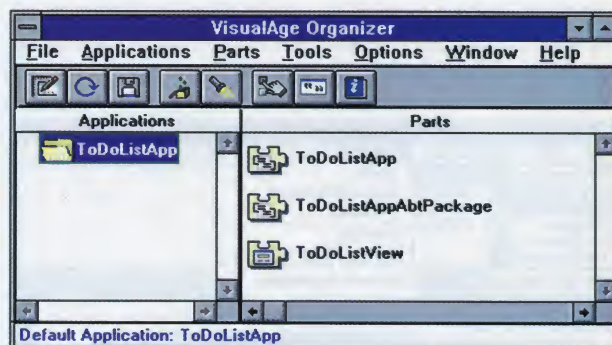 VisualAge Organizer
File Applications Parts Tools Options Window Help
Applications
Parts
ToDoListApp
ToDoListApp
ToDoListAppAbtPackage
ToDoListView
Default Application: ToDoListApp